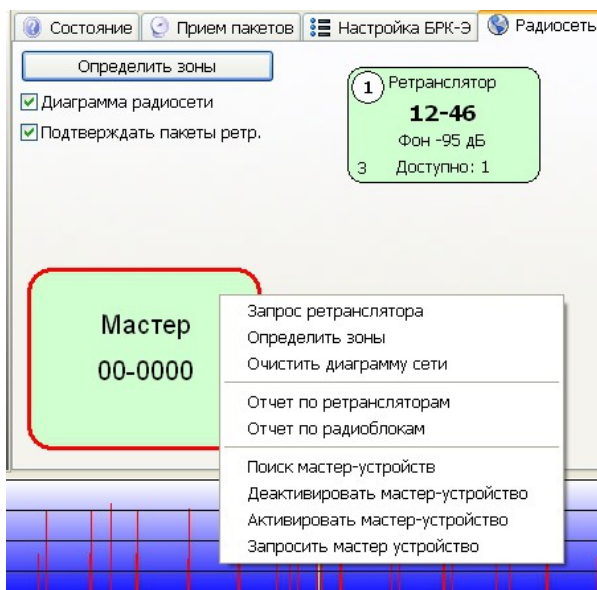 Состояние
Прием пакетов
Настройка БРК-Э
Радиосеть
Определить зоны
Диаграмма радиосети
Подтверждать пакеты ретр.
1
Ретранслятор
12-46
Фон -95 дБ
3 Доступно: 1
Мастер
00-0000
Запрос ретранслятора
Определить зоны
Очистить диаграмму сети
Отчет по ретрансляторам
Отчет по радиоблокам
Поиск мастер-устройств
Деактивировать мастер-устройство
Активировать мастер-устройство
Запросить мастер устройство